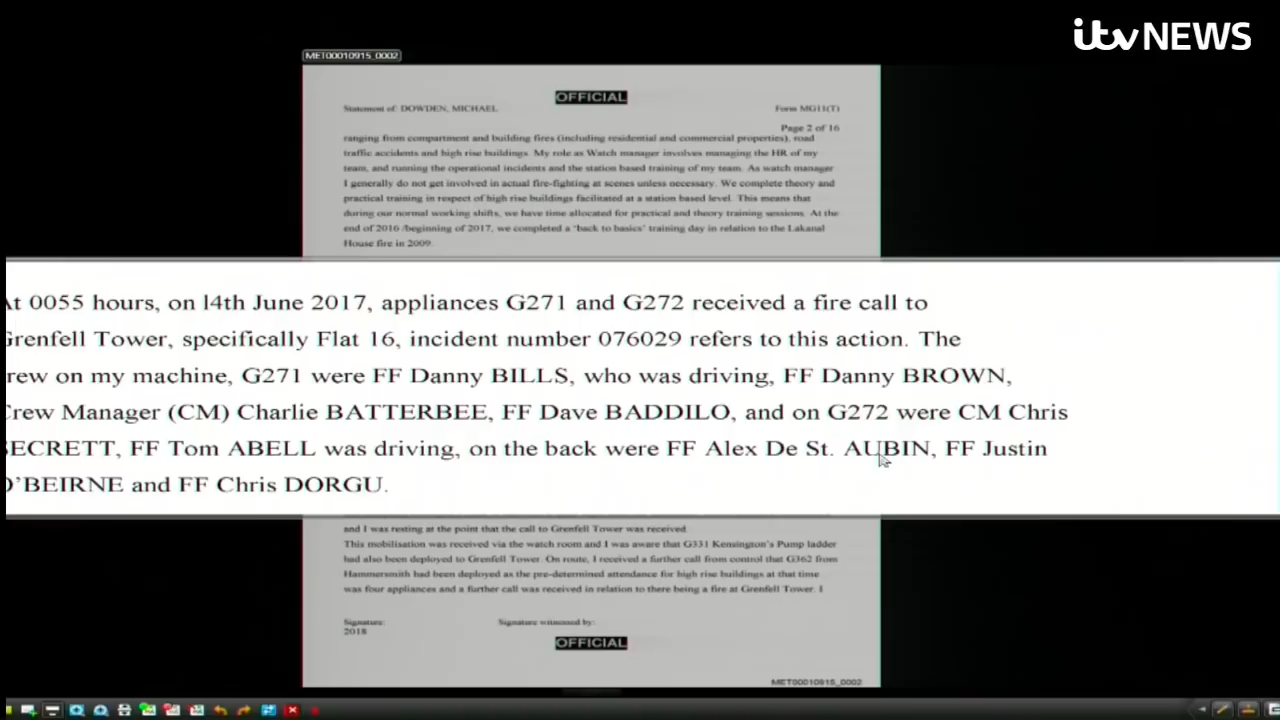 itv NEWS
MET00010915_0002
OFFICIAL
Statement of: DOWDEN, MICHAEL
Form MG11(T)
Page 2 of 16
ranging from compartment and building fires (including residential and commercial properties), road
traffic accidents and high rise buildings. My role as Watch manager involves managing the HR of my
team, and running the operational incidents and the station based training of my team. As watch manager
I generally do not get involved in actual fire-fighting at scenes unless necessary. We complete theory and
practical training in respect of high rise buildings facilitated at a station based level. This means that
during our normal working shifts, we have time allocated for practical and theory training sessions. At the
end of 2016 /beginning of 2017, we completed a 'back to basics' training day in relation to the Lakanal
House fire in 2009.
At 0055 hours, on l4th June 2017, appliances G271 and G272 received a fire call to
Grenfell Tower, specifically Flat 16, incident number 076029 refers to this action. The
rew on my machine, G271 were FF Danny BILLS, who was driving, FF Danny BROWN,
Crew Manager (CM) Charlie BATTERBEE, FF Dave BADDILO, and on G272 were CM Chris
SECRETT, FF Tom ABELL was driving, on the back were FF Alex De St. AUBIN, FF Justin
O'BEIRNE and FF Chris DORGU.
and I was resting at the point that the call to Grenfell Tower was received.
This mobilisation was received via the watch room and I was aware that G331 Kensington's Pump ladder
had also been deployed to Grenfell Tower. On route, I received a further call from control that G362 from
Hammersmith had been deployed as the pre-determined attendance for high rise buildings at that time
was four appliances and a further call was received in relation to there being a fire at Grenfell Tower. I
Signature: Signature witnessed by:
2018
OFFICIAL
MET00010915_0002